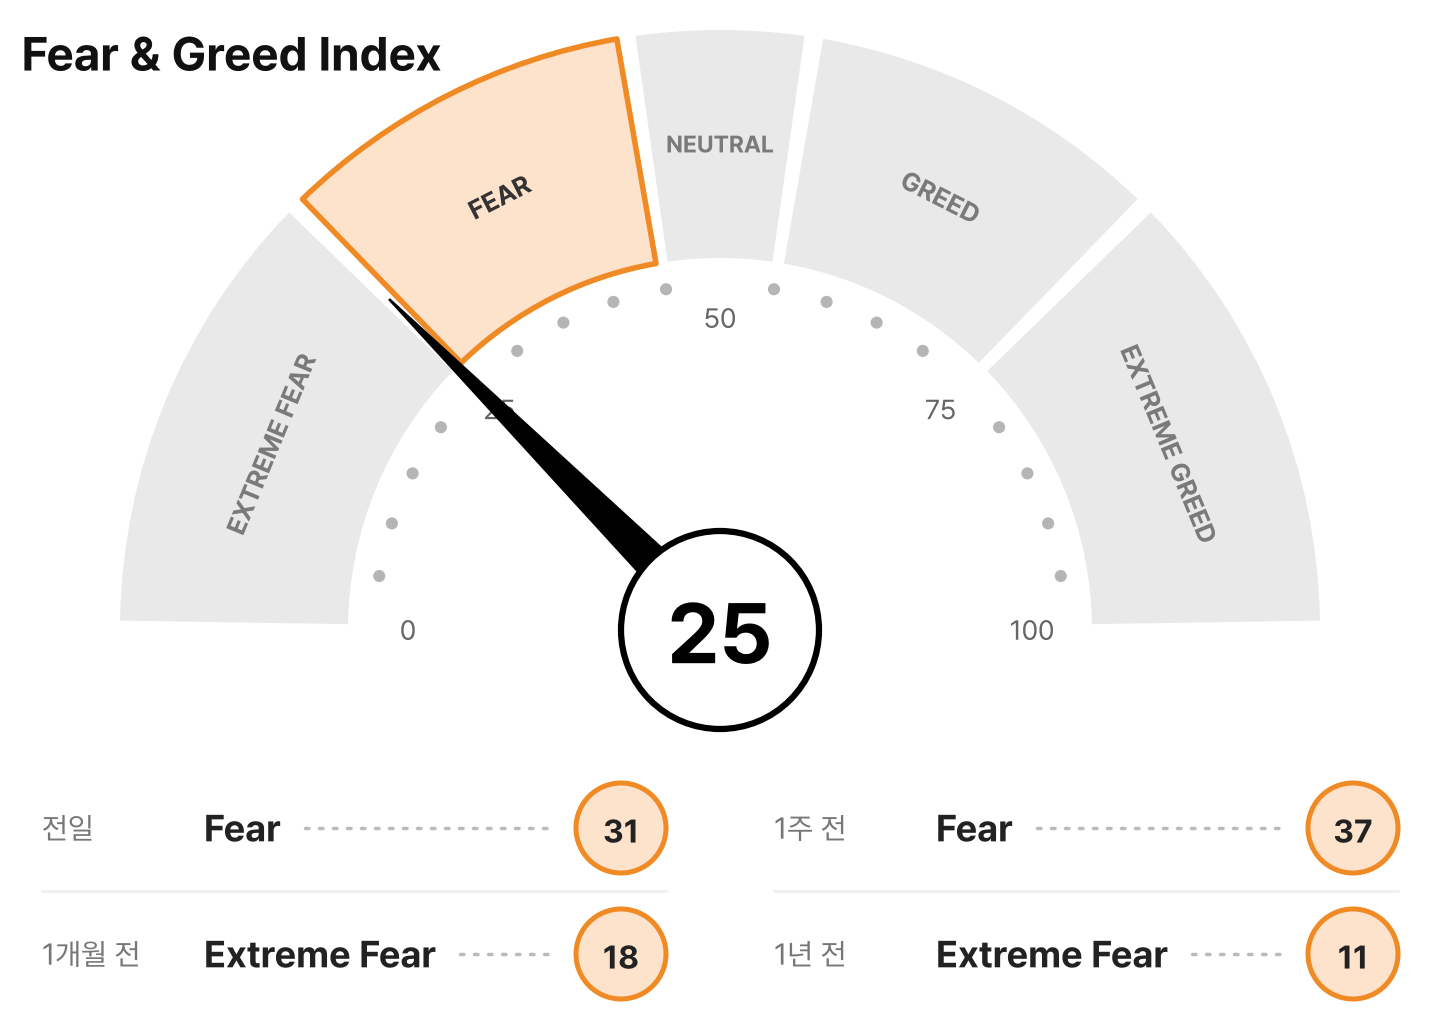 Fear & Greed Index
EXTREME FEAR
FEAR
NEUTRAL
GREED
EXTREME GREED
0
25
50
75
100
25
전일 Fear 31
1주 전 Fear 37
1개월 전 Extreme Fear 18
1년 전 Extreme Fear 11